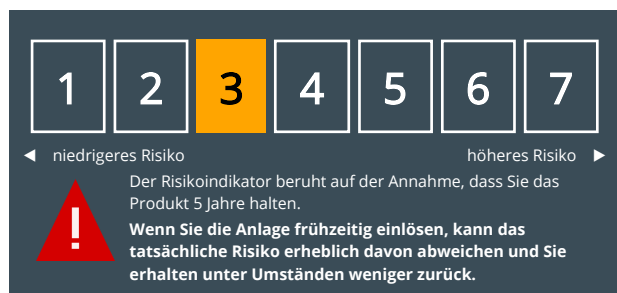 1 2 3 4 5 6 7
◄ niedrigeres Risiko höheres Risiko ►
Der Risikoindikator beruht auf der Annahme, dass Sie das
Produkt 5 Jahre halten.
Wenn Sie die Anlage frühzeitig einlösen, kann das
tatsächliche Risiko erheblich davon abweichen und Sie
erhalten unter Umständen weniger zurück.
!